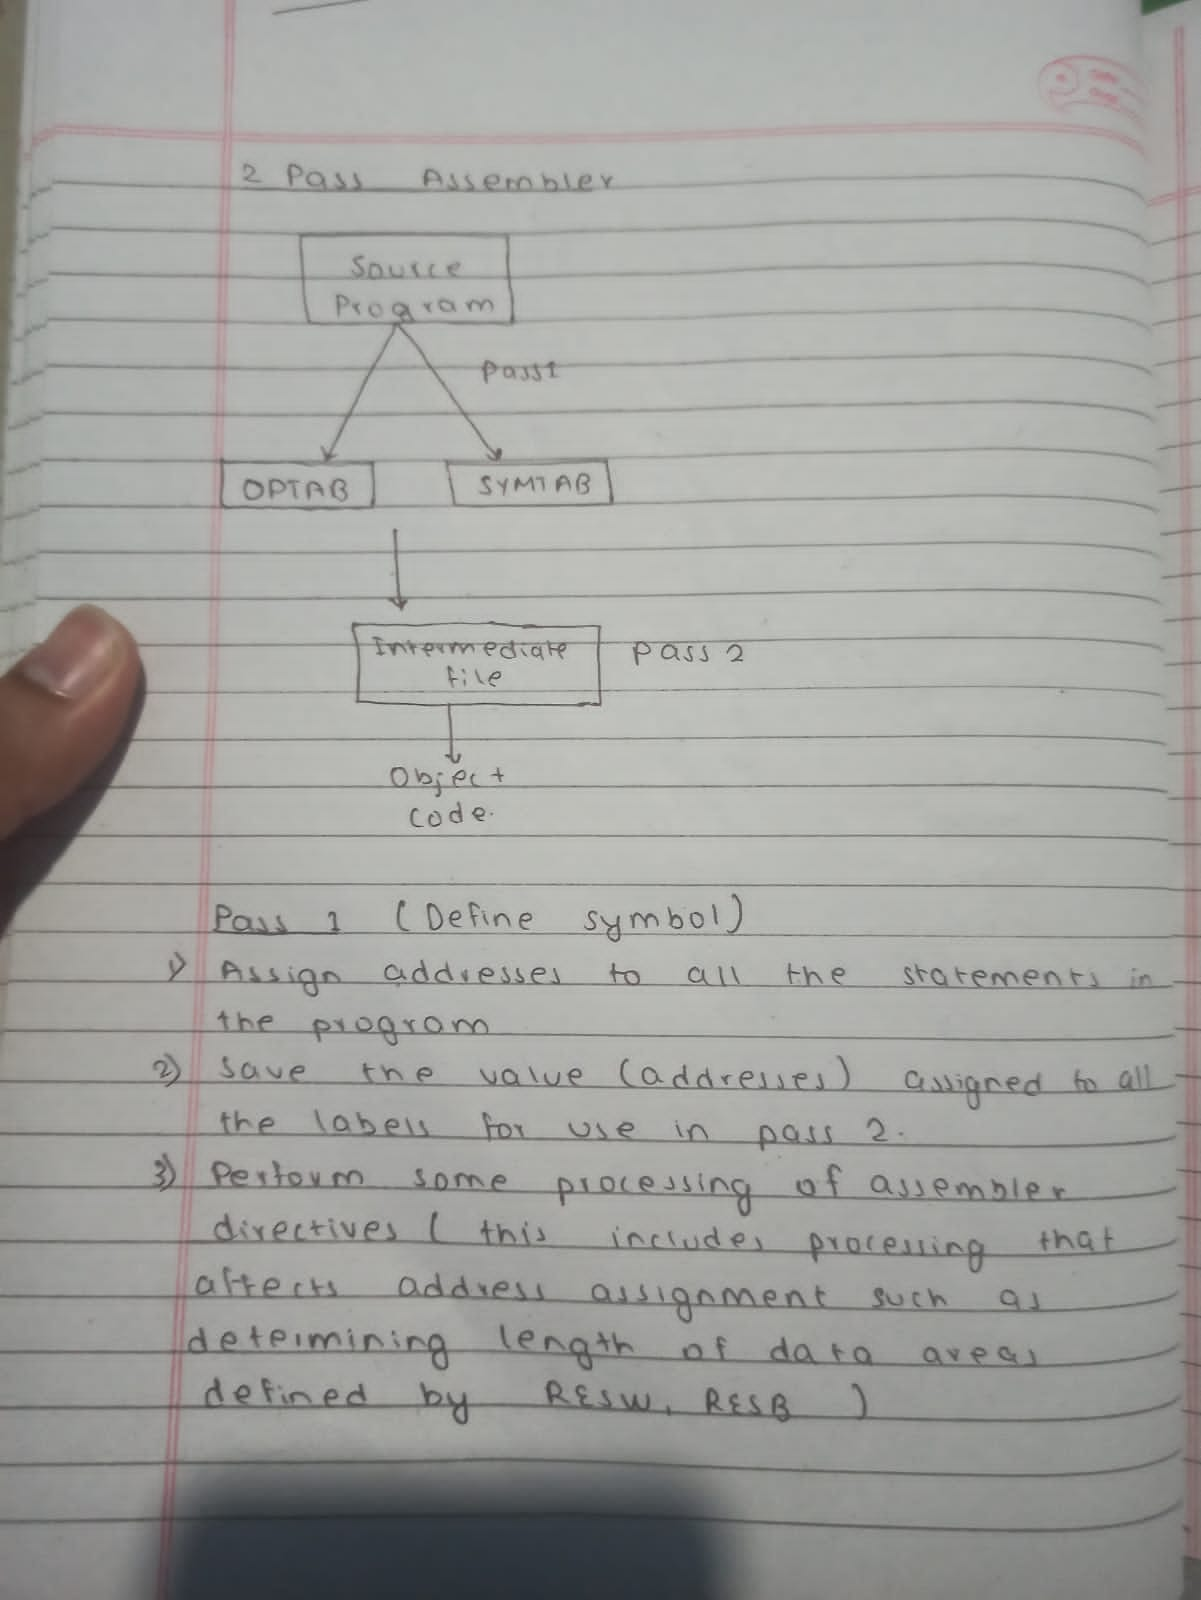 2 Pass Assembler
Source
Program
Pass1
OPTAB
SYMTAB
Intermediate
file
Pass 2
Object
code.
Pass 1 (Define symbol)
1) Assign addresses to all the statements in
the program
2) Save the value (addresses) assigned to all
the labels for use in pass 2.
3) Perform some processing of assembler
directives ( this includes processing that
affects address assignment such as
determining length of data areas
defined by RESW, RESB )